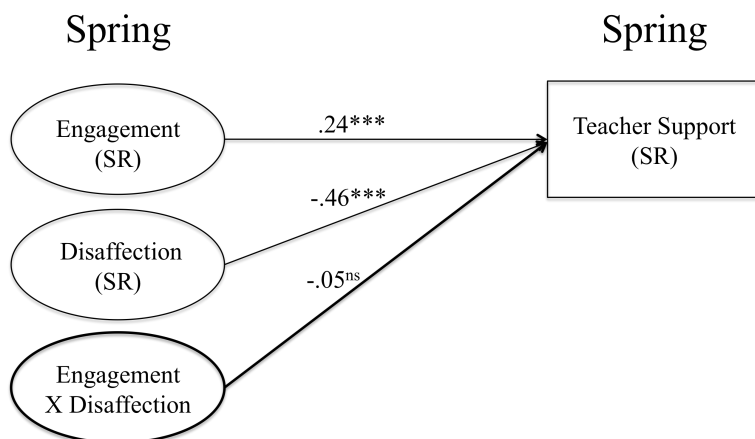 Spring
Spring
Engagement
(SR)
.24***
Teacher Support
(SR)
-.46***
Disaffection
(SR)
-.05ns
Engagement
X Disaffection